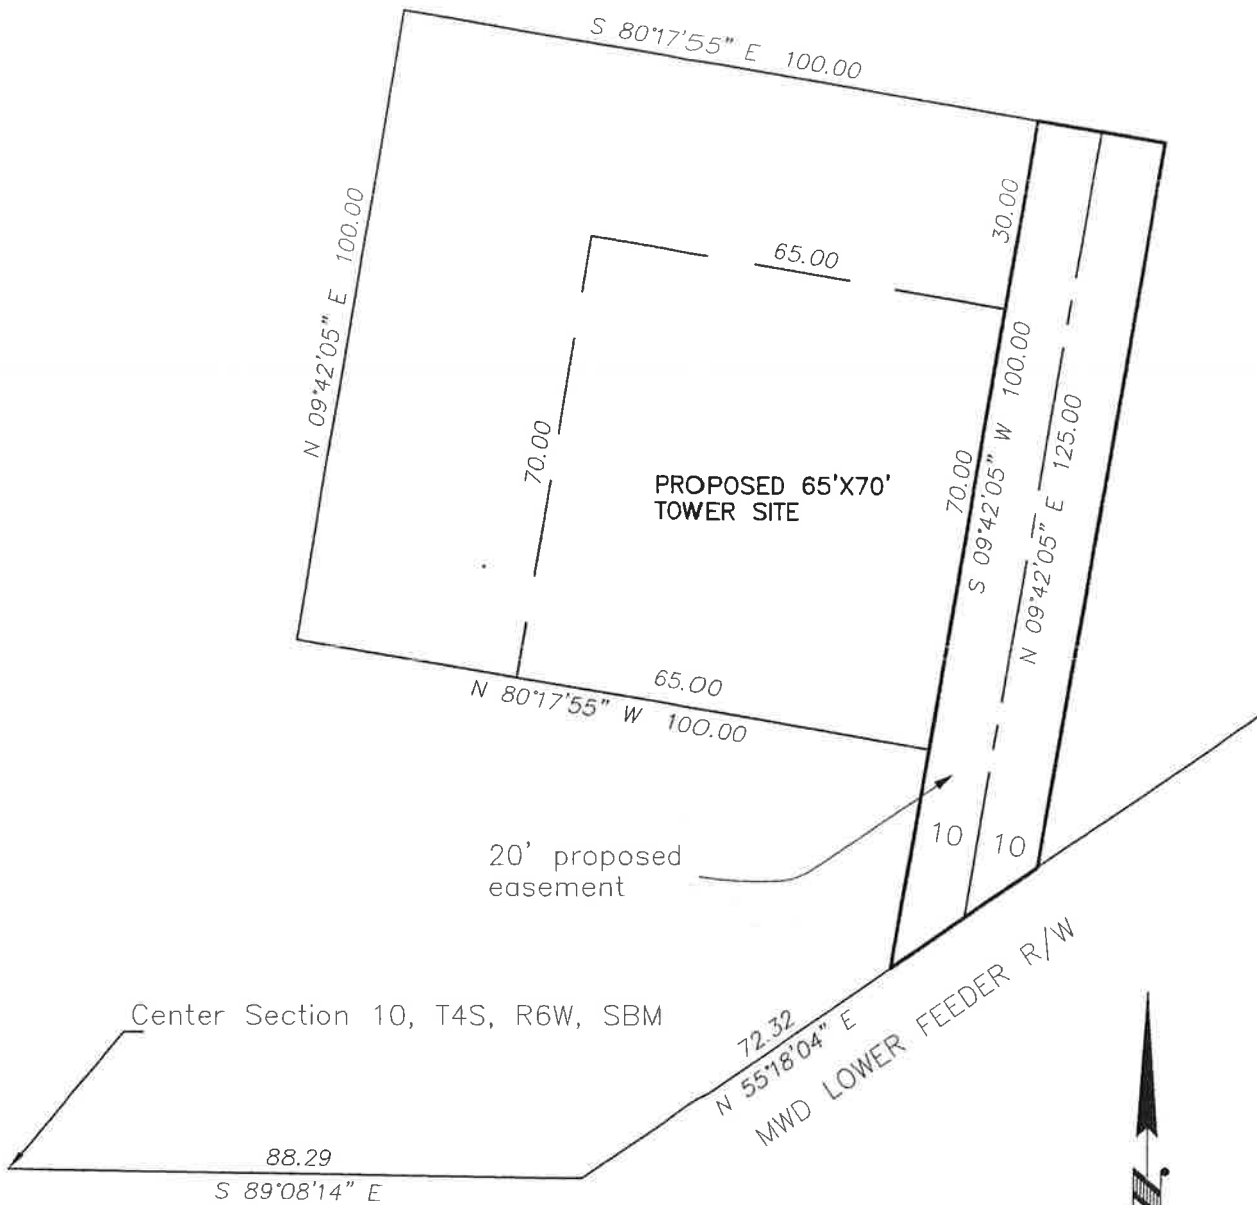 S 80°17'55" E 100.00
N 09°42'05" E 100.00
30.00
65.00
70.00
70.00
S 09°42'05" W 100.00
N 09°42'05" E 125.00
PROPOSED 65'X70'
TOWER SITE
65.00
N 80°17'55" W 100.00
20' proposed
easement
10
10
Center Section 10, T4S, R6W, SBM
72.32
N 55°18'04" E
MWD LOWER FEEDER R/W
88.29
S 89°08'14" E